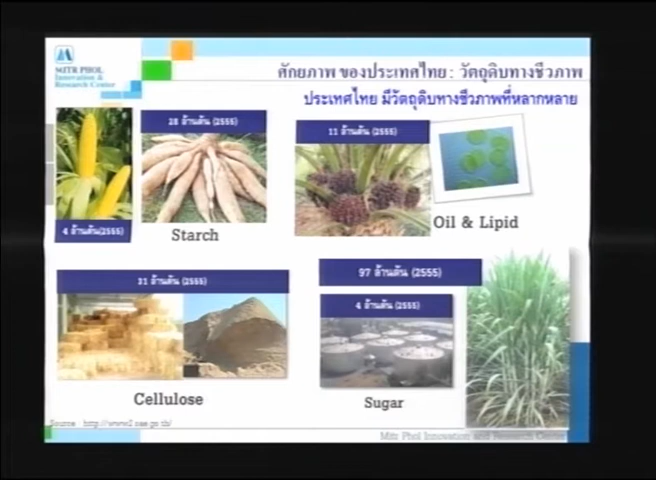 MITR PHOL
Innovation &
Research Center
ศักยภาพ ของประเทศไทย : วัตถุดิบทางชีวภาพ
ประเทศไทย มีวัตถุดิบทางชีวภาพที่หลากหลาย
28 ล้านตัน (2555)
11 ล้านตัน (2555)
4 ล้านตัน(2555)
Starch
Oil & Lipid
31 ล้านตัน (2555)
97 ล้านตัน (2555)
4 ล้านตัน (2555)
Cellulose
Sugar
Source http://www2.oae.go.th/
Mitr Phol Innovation and Research Center